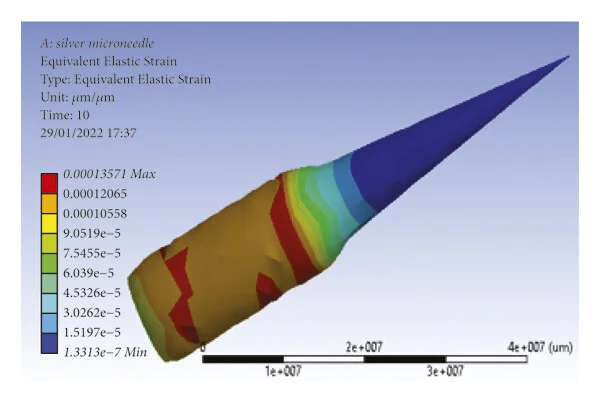 A: silver microneedle
Equivalent Elastic Strain
Type: Equivalent Elastic Strain
Unit: μm/μm
Time: 10
29/01/2022 17:37
0.00013571 Max
0.00012065
0.00010558
9.0519e−5
7.5455e−5
6.039e−5
4.5326e−5
3.0262e−5
1.5197e−5
1.3313e−7 Min
0
2e+007
4e+007 (um)
1e+007
3e+007